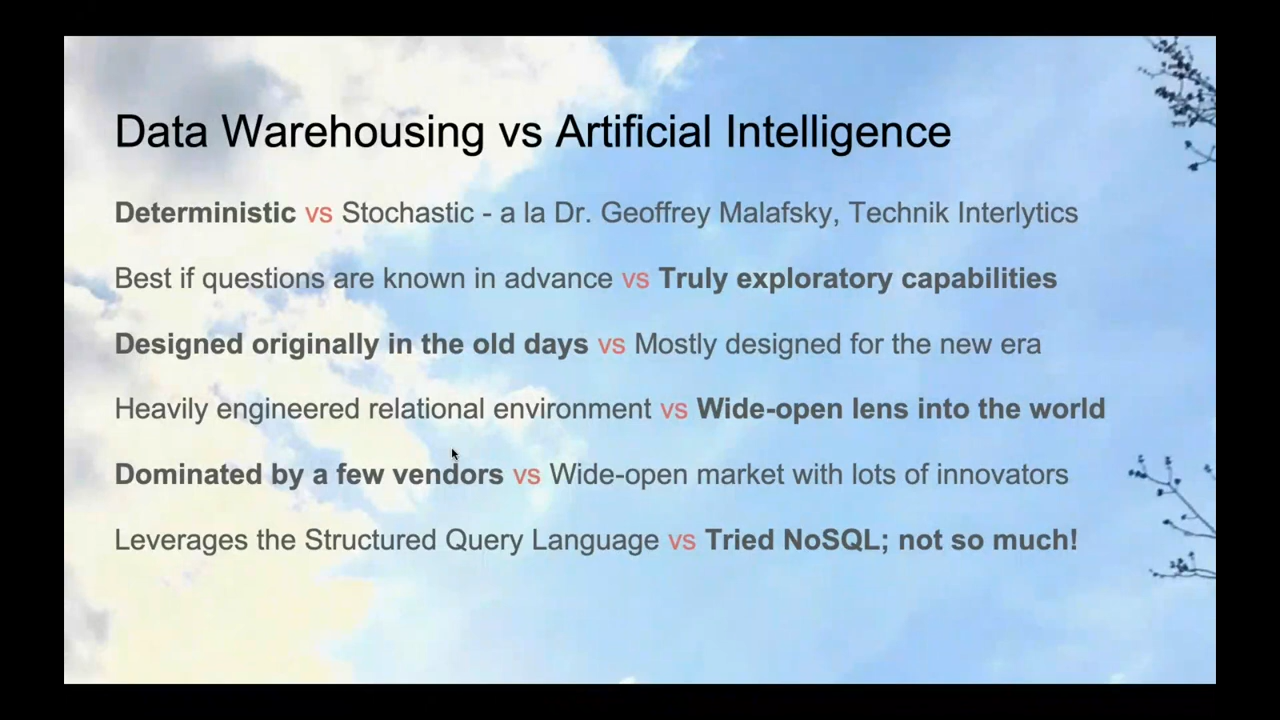 Data Warehousing vs Artificial Intelligence
Deterministic vs Stochastic - a la Dr. Geoffrey Malafsky, Technik Interlytics
Best if questions are known in advance vs Truly exploratory capabilities
Designed originally in the old days vs Mostly designed for the new era
Heavily engineered relational environment vs Wide-open lens into the world
Dominated by a few vendors vs Wide-open market with lots of innovators
Leverages the Structured Query Language vs Tried NoSQL; not so much!